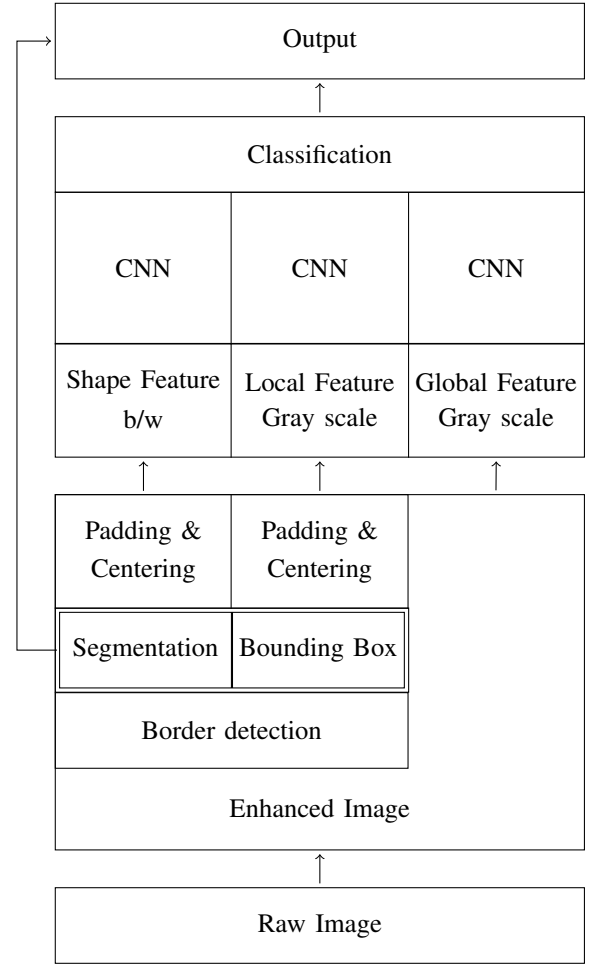 Output
Classification
CNN
CNN
CNN
Shape Feature
b/w
Local Feature
Gray scale
Global Feature
Gray scale
Padding &
Centering
Padding &
Centering
Segmentation
Bounding Box
Border detection
Enhanced Image
Raw Image